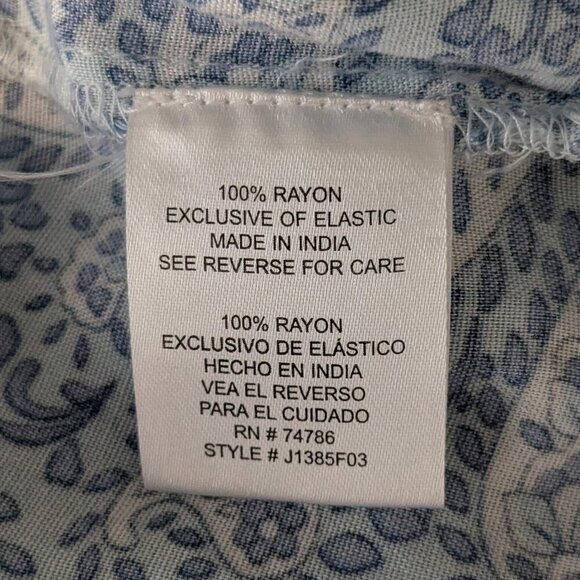 100% RAYON
EXCLUSIVE OF ELASTIC
MADE IN INDIA
SEE REVERSE FOR CARE
100% RAYON
EXCLUSIVO DE ELÁSTICO
HECHO EN INDIA
VEA EL REVERSO
PARA EL CUIDADO
RN # 74786
STYLE # J1385F03